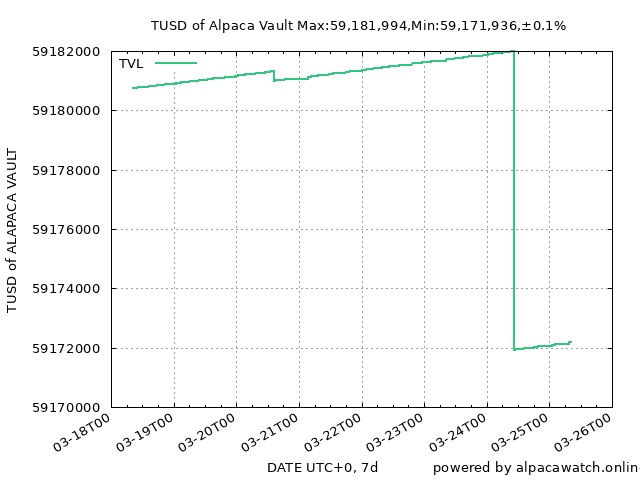 TUSD of Alpaca Vault Max:59,181,994,Min:59,171,936,±0.1%
TVL
59182000
59180000
59178000
59176000
59174000
59172000
59170000
TUSD of ALAPACA VAULT
03-18T00
03-19T00
03-20T00
03-21T00
03-22T00
03-23T00
03-24T00
03-25T00
03-26T00
DATE UTC+0, 7d
powered by alpacawatch.onlin